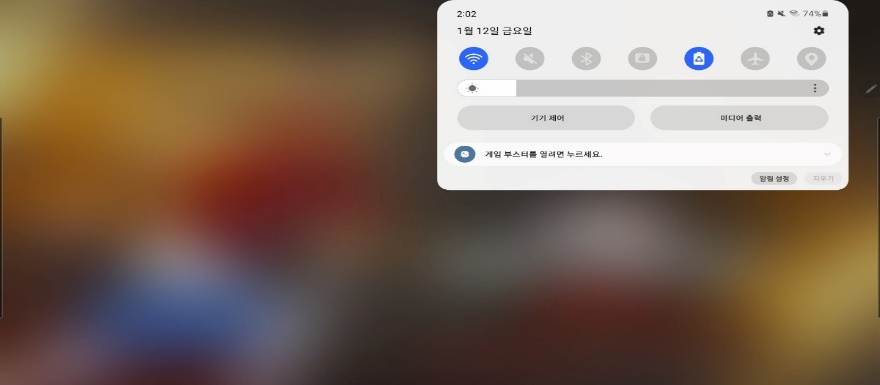 2:02
74%
1월 12일 금요일
기기 제어
미디어 출력
게임 부스터를 열려면 누르세요.
알림 설정
지우기